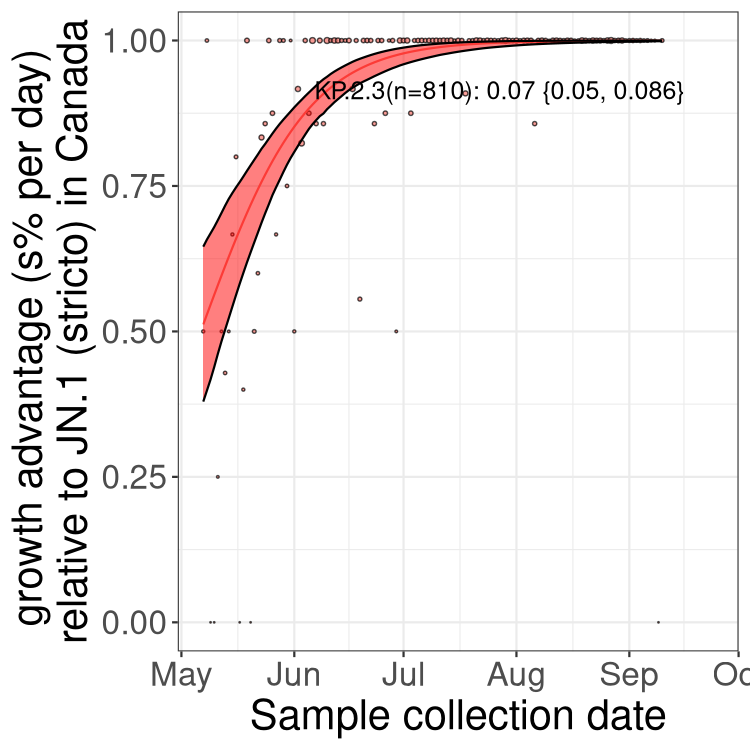 growth advantage (s% per day)
relative to JN.1 (stricto) in Canada
1.00
0.75
0.50
0.25
0.00
KP.2.3(n=810): 0.07 {0.05, 0.086}
May Jun Jul Aug Sep Oc
Sample collection date